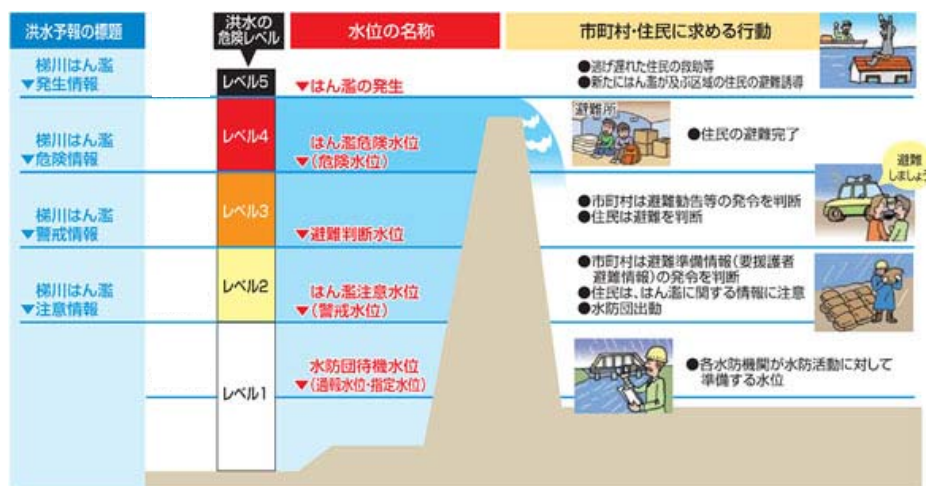 洪水予報の標題
洪水の
危険レベル
水位の名称
市町村・住民に求める行動
梯川はん濫
▼発生情報
レベル5
▼はん濫の発生
●逃げ遅れた住民の救助等
●新たにはん濫が及ぶ区域の住民の避難誘導
梯川はん濫
▼危険情報
レベル4
はん濫危険水位
▼(危険水位)
避難所
●住民の避難完了
梯川はん濫
▼警戒情報
レベル3
▼避難判断水位
●市町村は避難勧告等の発令を判断
●住民は避難を判断
避難
しましょう
梯川はん濫
▼注意情報
レベル2
はん濫注意水位
▼(警戒水位)
●市町村は避難準備情報(要援護者
避難情報)の発令を判断
●住民は、はん濫に関する情報に注意
●水防団出動
レベル1
水防団待機水位
▼(通報水位・指定水位)
●各水防機関が水防活動に対して
準備する水位